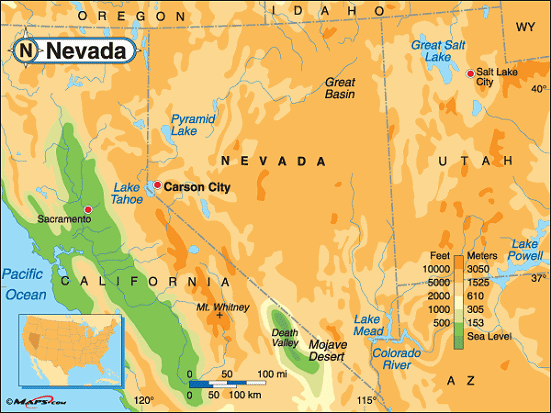 OREGON
IDAHO
WY
N Nevada
Great Salt
Lake
Salt Lake
City
40°
Great
Basin
Pyramid
Lake
NEVADA
UTAH
Lake
Tahoe
Carson City
Sacramento
Pacific
Ocean
CALIFORNIA
Feet Meters
10000 3050
5000 1525
2000 610
1000 305
500 153
Sea Level
Lake
Powell
37°
Mt. Whitney
Death
Valley
Mojave
Desert
Lake
Mead
Colorado
River
AZ
0 50 100 mi
0 50 100 km
120°
115°
MAPS.com